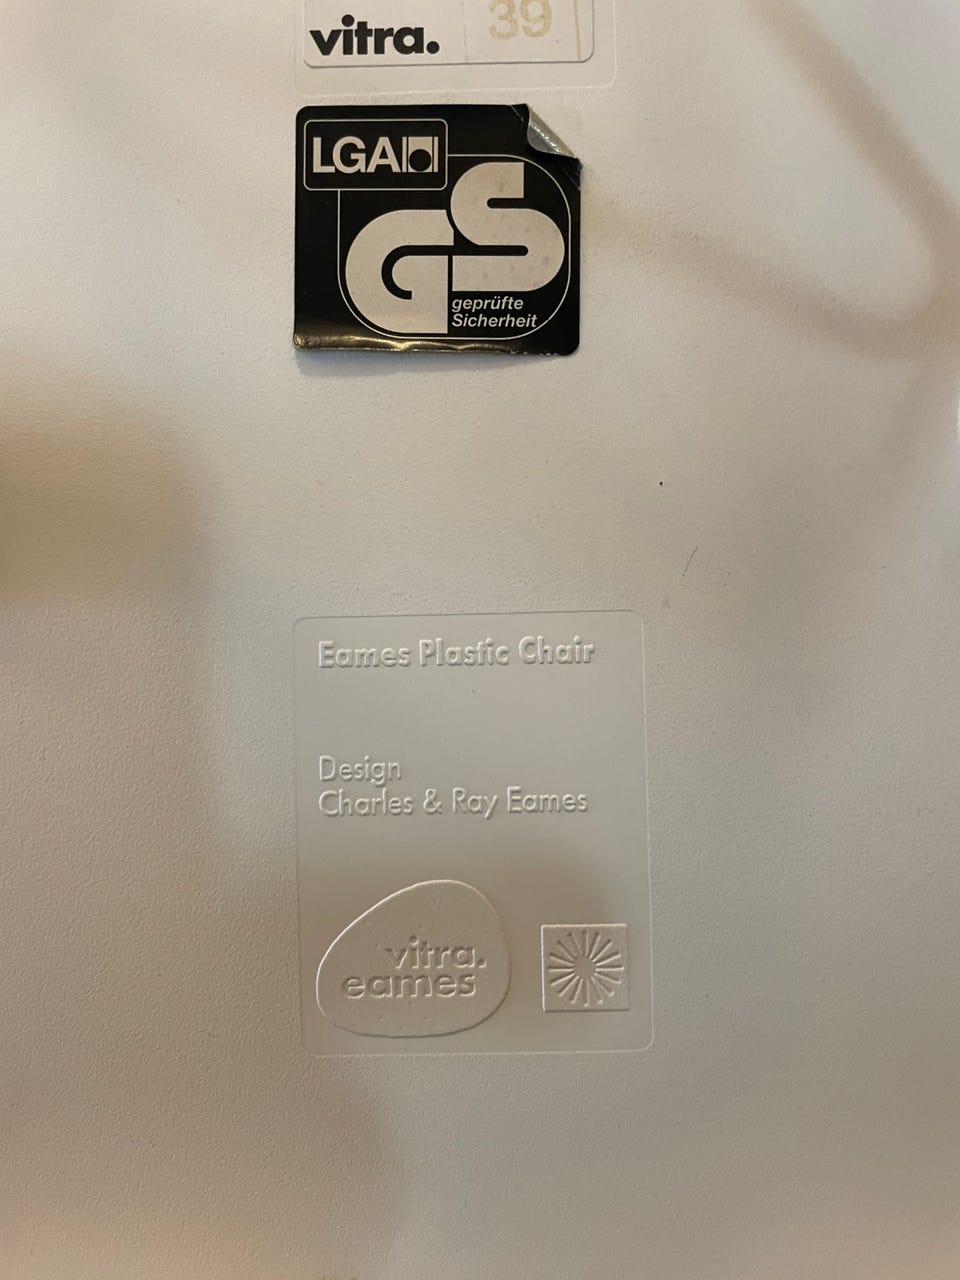 vitra.
39
LGA
GS
geprüfte
Sicherheit
Eames Plastic Chair
Design
Charles & Ray Eames
vitra.
eames